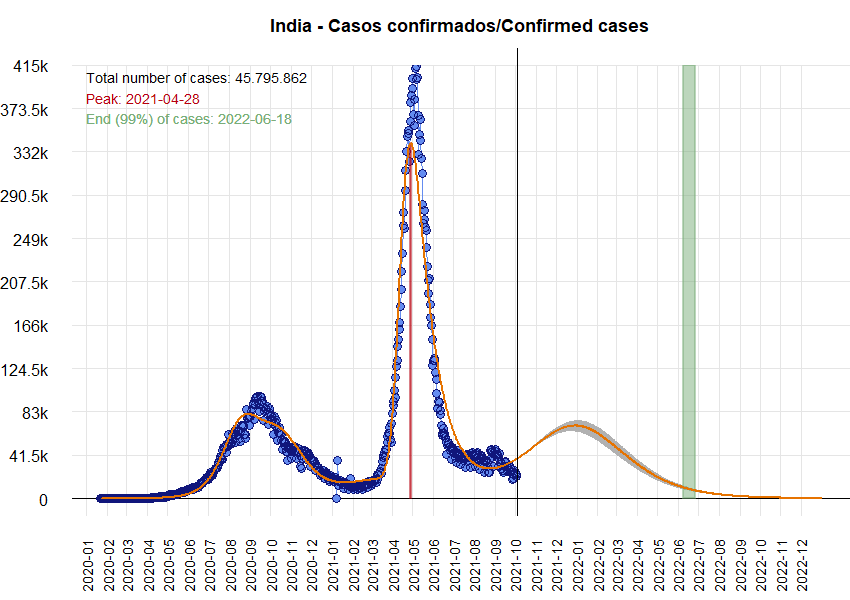 India - Casos confirmados/Confirmed cases
Total number of cases: 45.795.862
Peak: 2021-04-28
End (99%) of cases: 2022-06-18
415k
373.5k
332k
290.5k
249k
207.5k
166k
124.5k
83k
41.5k
0
2020-01
2020-02
2020-03
2020-04
2020-05
2020-06
2020-07
2020-08
2020-09
2020-10
2020-11
2020-12
2021-01
2021-02
2021-03
2021-04
2021-05
2021-06
2021-07
2021-08
2021-09
2021-10
2021-11
2021-12
2022-01
2022-02
2022-03
2022-04
2022-05
2022-06
2022-07
2022-08
2022-09
2022-10
2022-11
2022-12